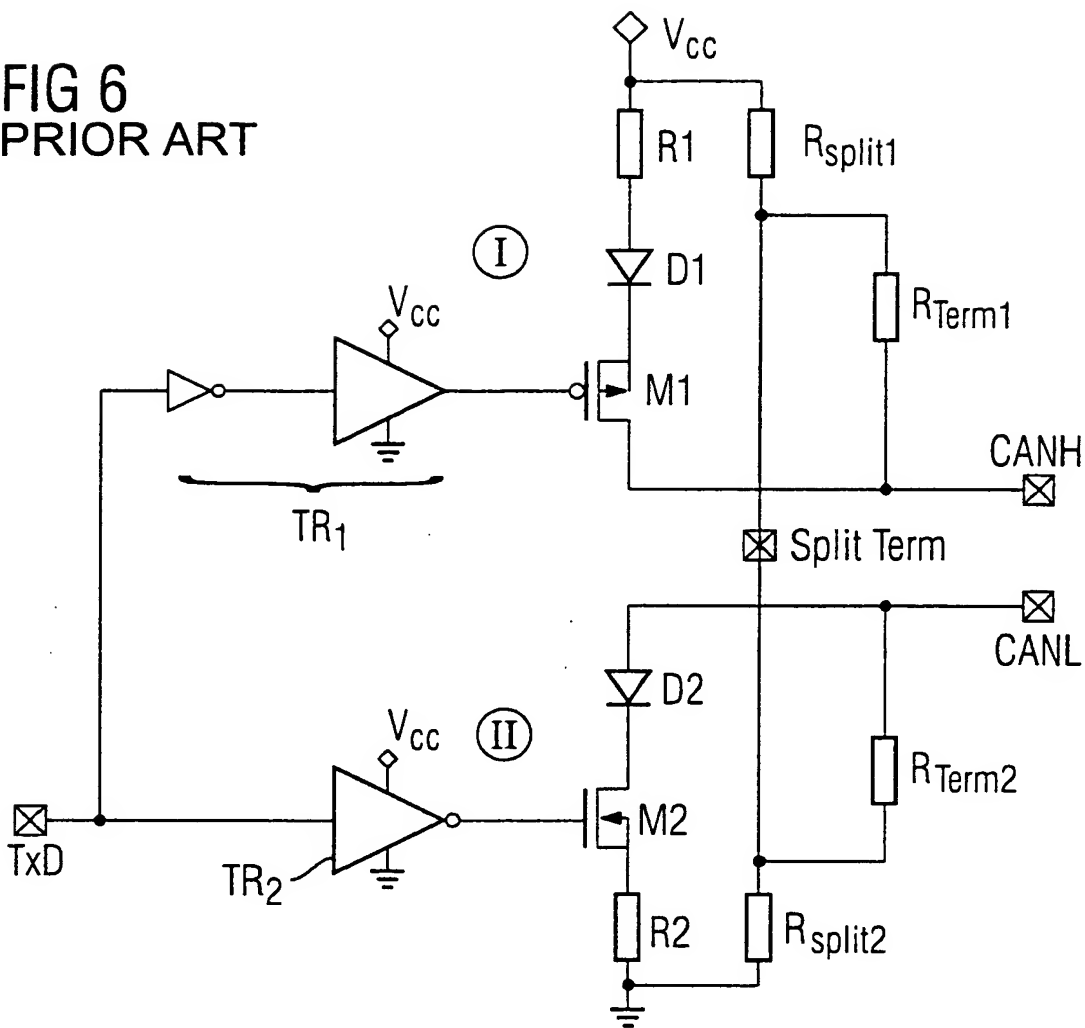 FIG 6
PRIOR ART
Vcc
R1
Rsplit1
I
D1
RTerm1
Vcc
M1
CANH
TR1
Split Term
CANL
D2
Vcc
II
RTerm2
M2
TxD
TR2
R2
Rsplit2